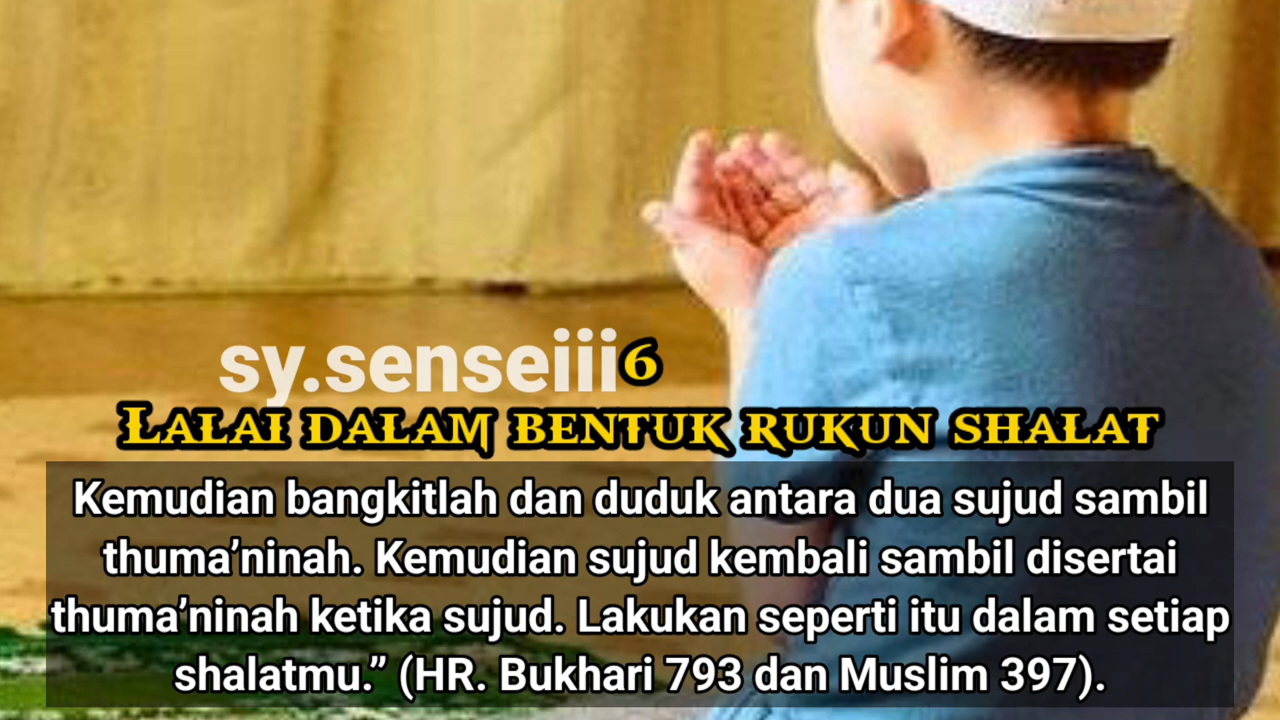 sy.senseiii6
Lalai dalam bentuk rukun shalat
Kemudian bangkitlah dan duduk antara dua sujud sambil
thuma’ninah. Kemudian sujud kembali sambil disertai
thuma’ninah ketika sujud. Lakukan seperti itu dalam setiap
shalatmu.” (HR. Bukhari 793 dan Muslim 397).